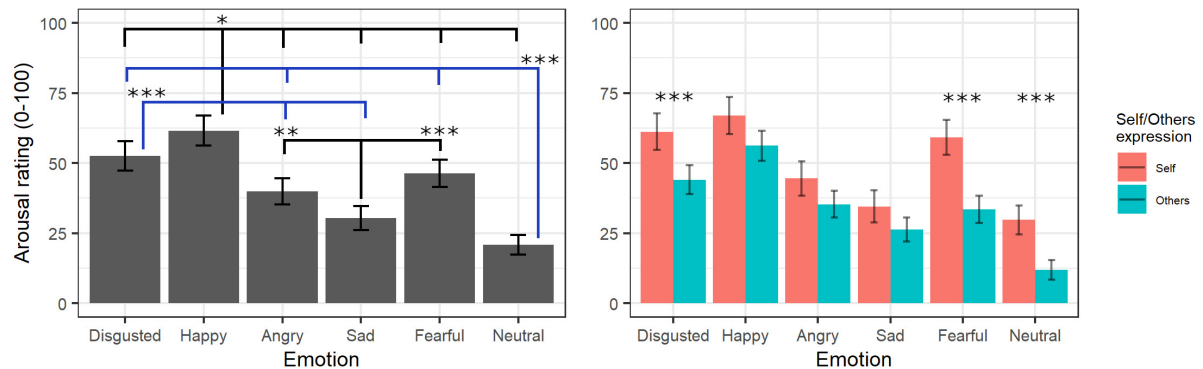 Arousal rating (0-100)
100
75
50
25
0
*
***
***
**
***
Disgusted Happy Angry Sad Fearful Neutral
Emotion
100
75
50
25
0
***
***
***
Disgusted Happy Angry Sad Fearful Neutral
Emotion
Self/Others
expression
Self
Others